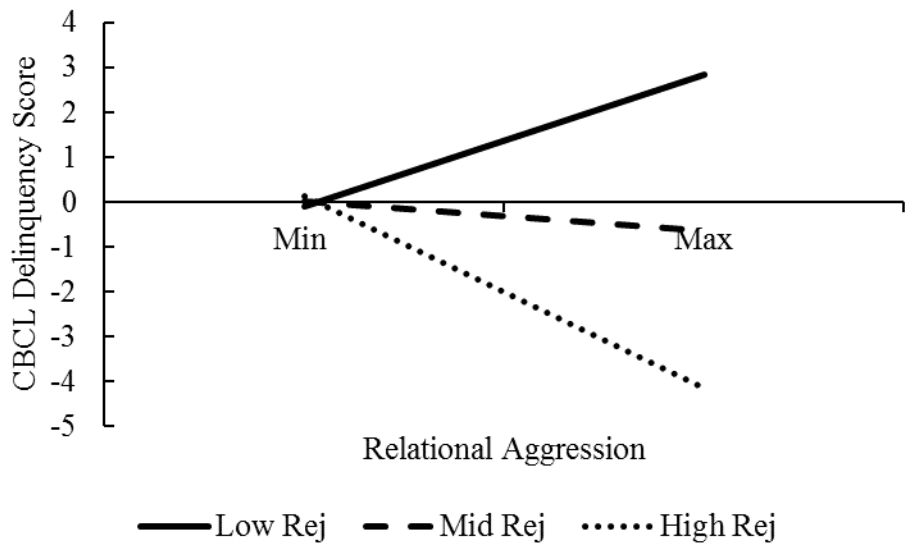 CBCL Delinquency Score
4
3
2
1
0
-1
-2
-3
-4
-5
Min
Max
Relational Aggression
Low Rej
Mid Rej
High Rej